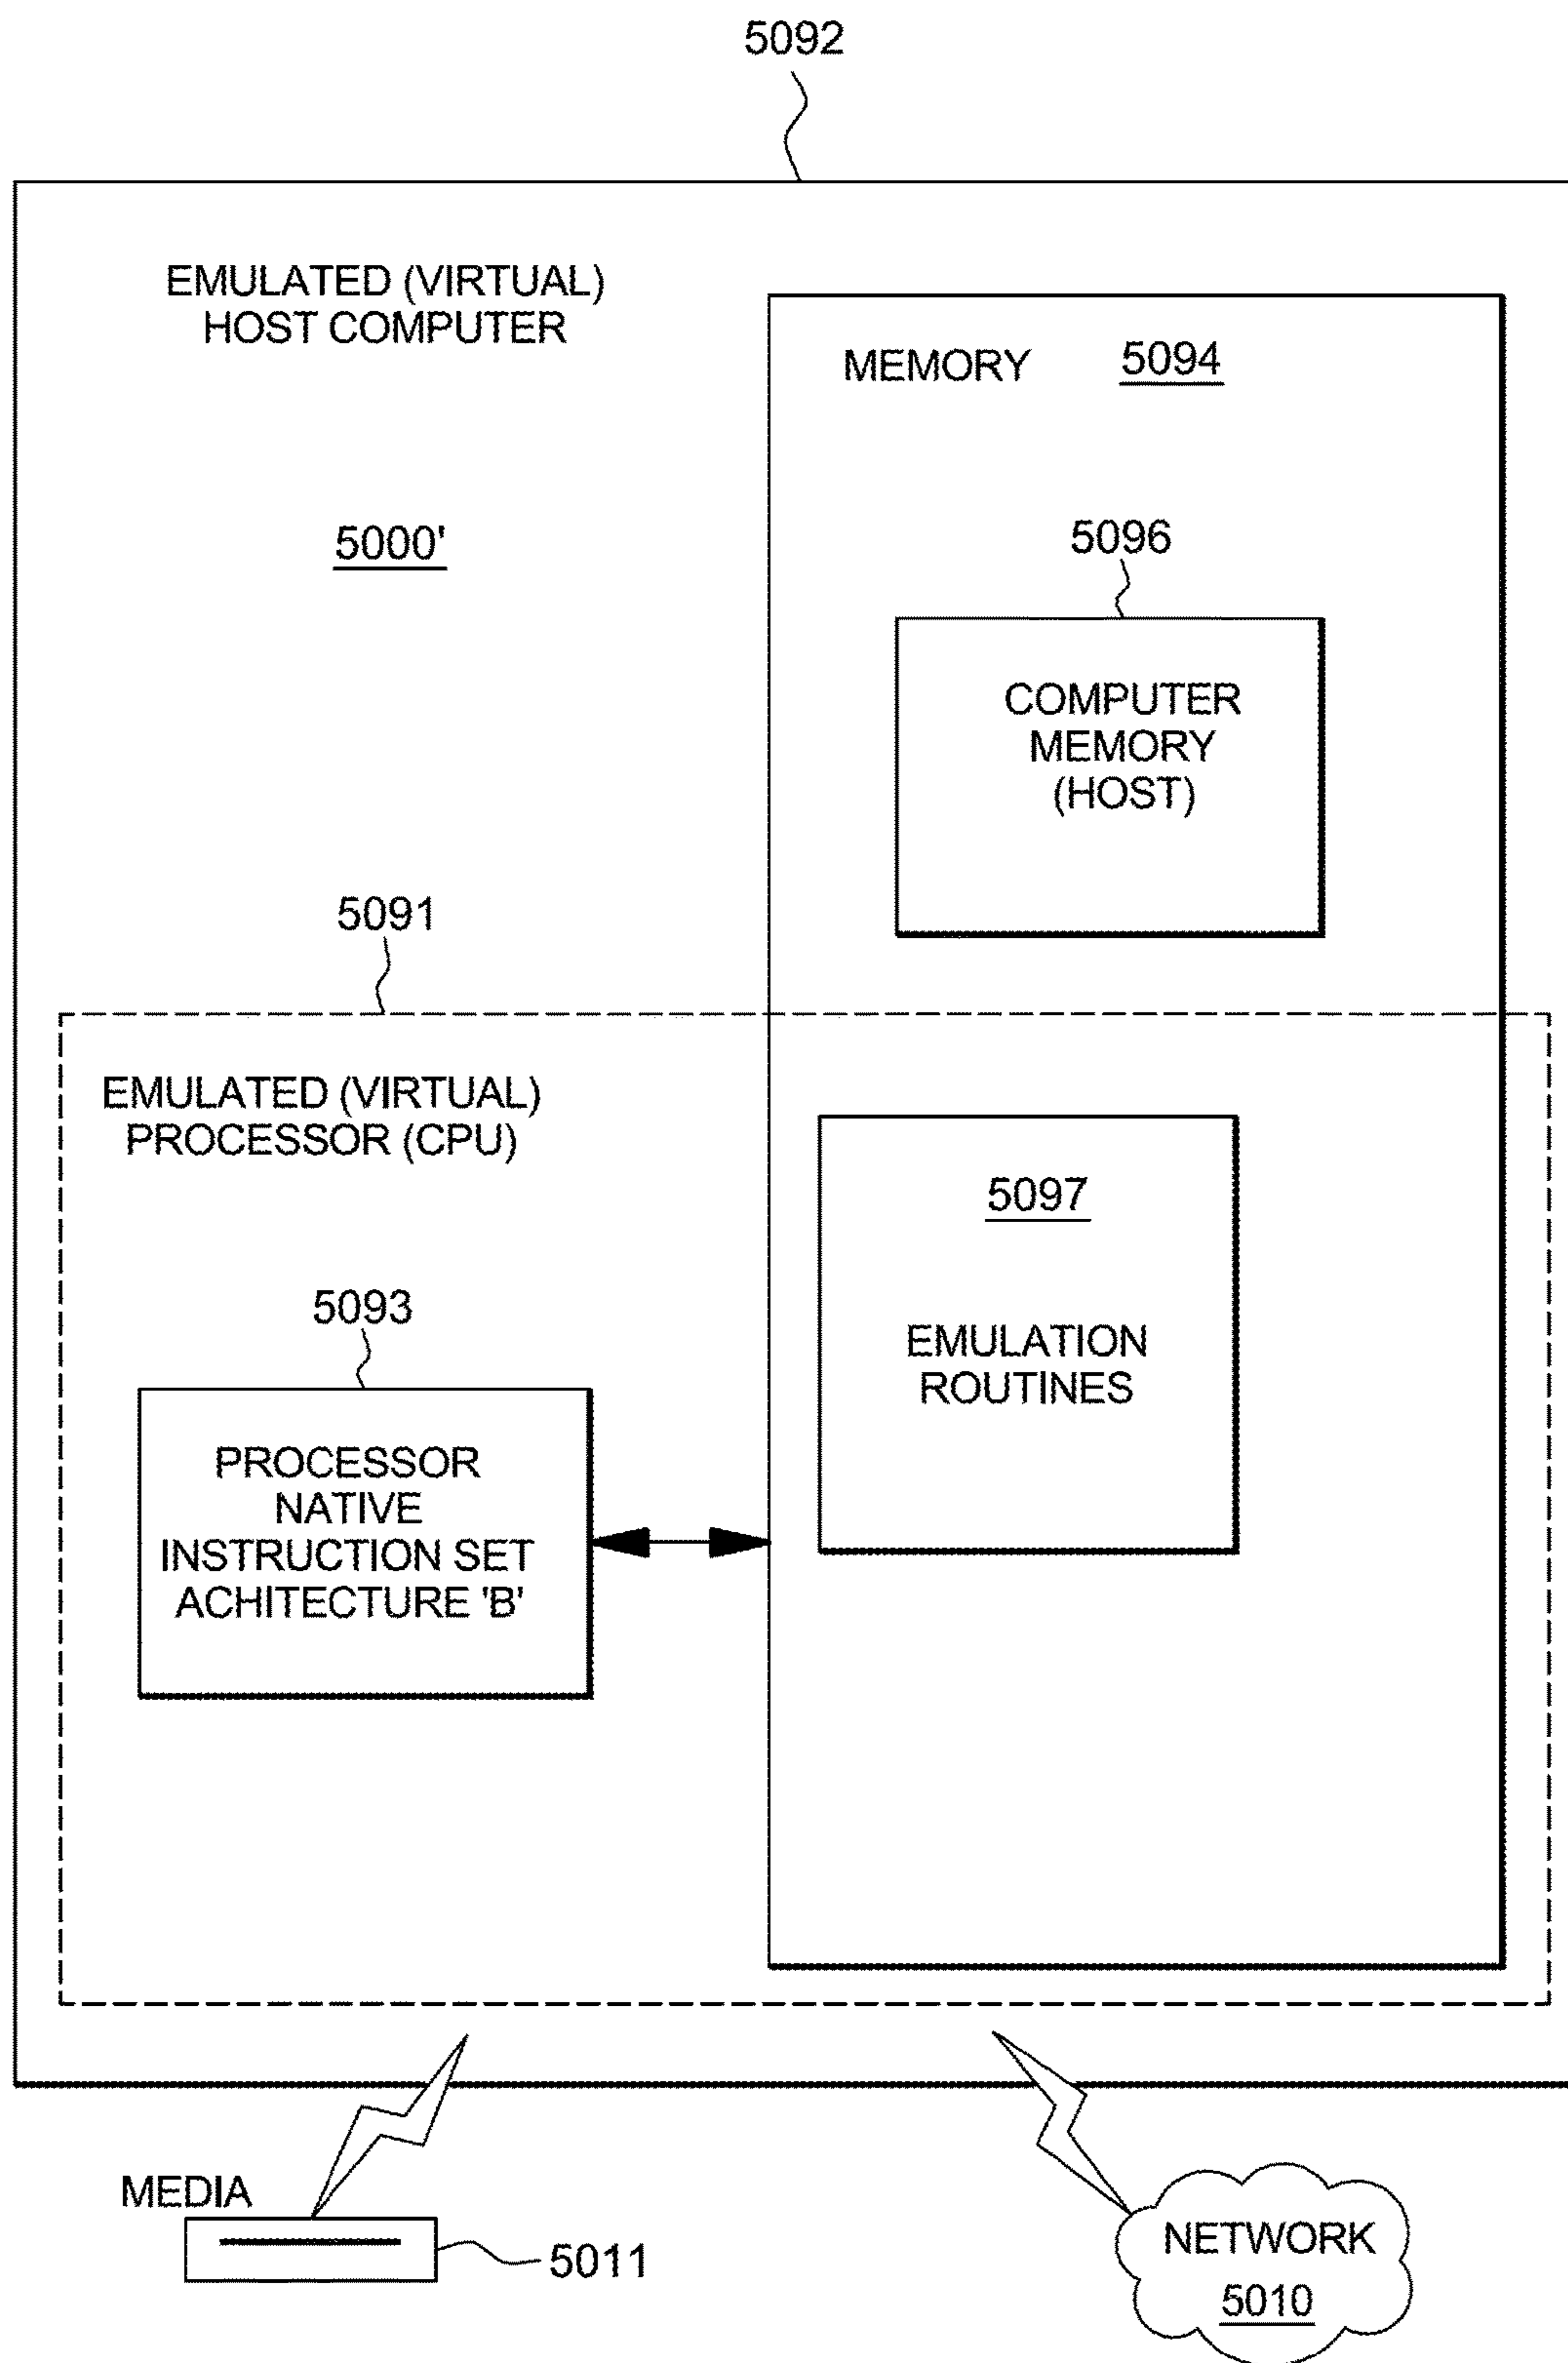 5092
EMULATED (VIRTUAL)
HOST COMPUTER
MEMORY 5094
5000'
5096
COMPUTER
MEMORY
(HOST)
5091
EMULATED (VIRTUAL)
PROCESSOR (CPU)
5097
EMULATION
ROUTINES
5093
PROCESSOR
NATIVE
INSTRUCTION SET
ACHITECTURE 'B'
MEDIA
5011
NETWORK
5010